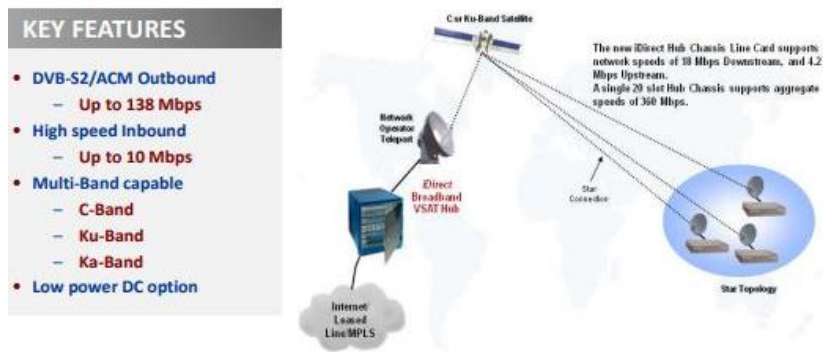 KEY FEATURES
• DVB-S2/ACM Outbound
– Up to 138 Mbps
• High speed Inbound
– Up to 10 Mbps
• Multi-Band capable
– C-Band
– Ku-Band
– Ka-Band
• Low power DC option
C or Ku-Band Satellite
The new iDirect Hub Chassis Line Card supports
network speeds of 18 Mbps Downstream, and 4.2
Mbps Upstream.
A single 20 slot Hub Chassis supports aggregate
speeds of 360 Mbps.
Network
Operator
Teleport
iDirect
Broadband
VSAT Hub
Star
Connection
Internet/
Leased
Line/MPLS
Star Topology